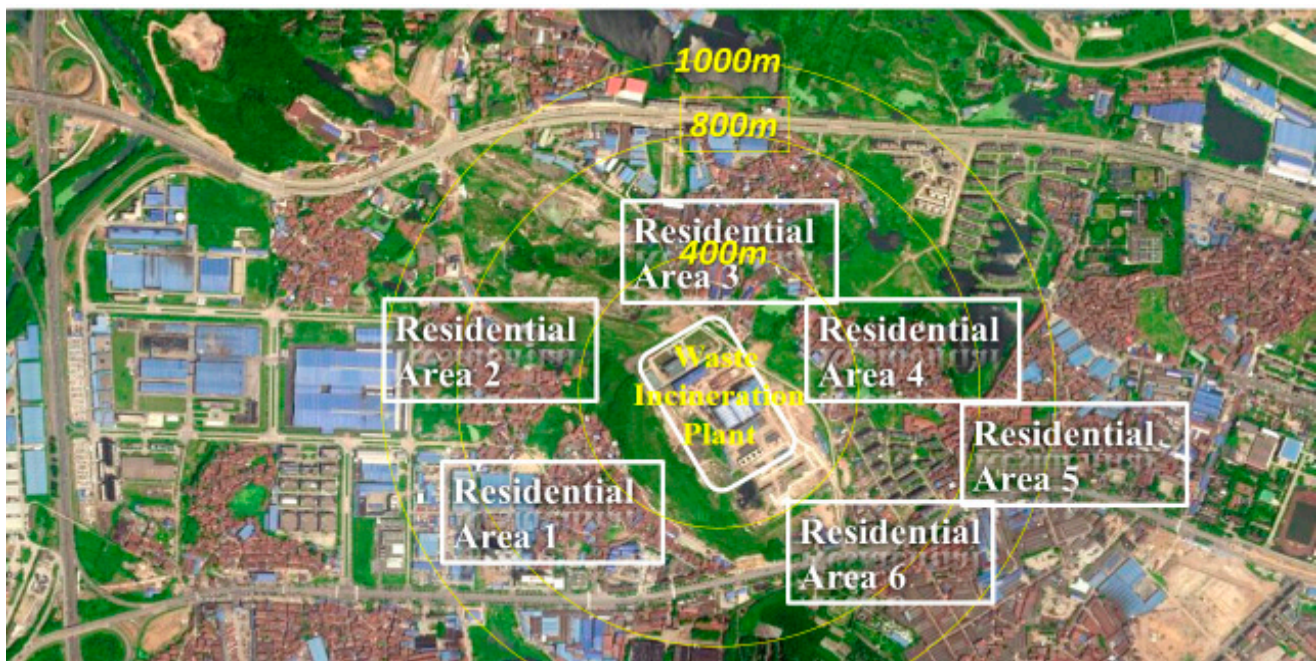 1000m
800m
Residential
Area 3
400m
Residential
Area 2
Residential
Area 4
Waste
Incineration
Plant
Residential
Area 5
Residential
Area 1
Residential
Area 6